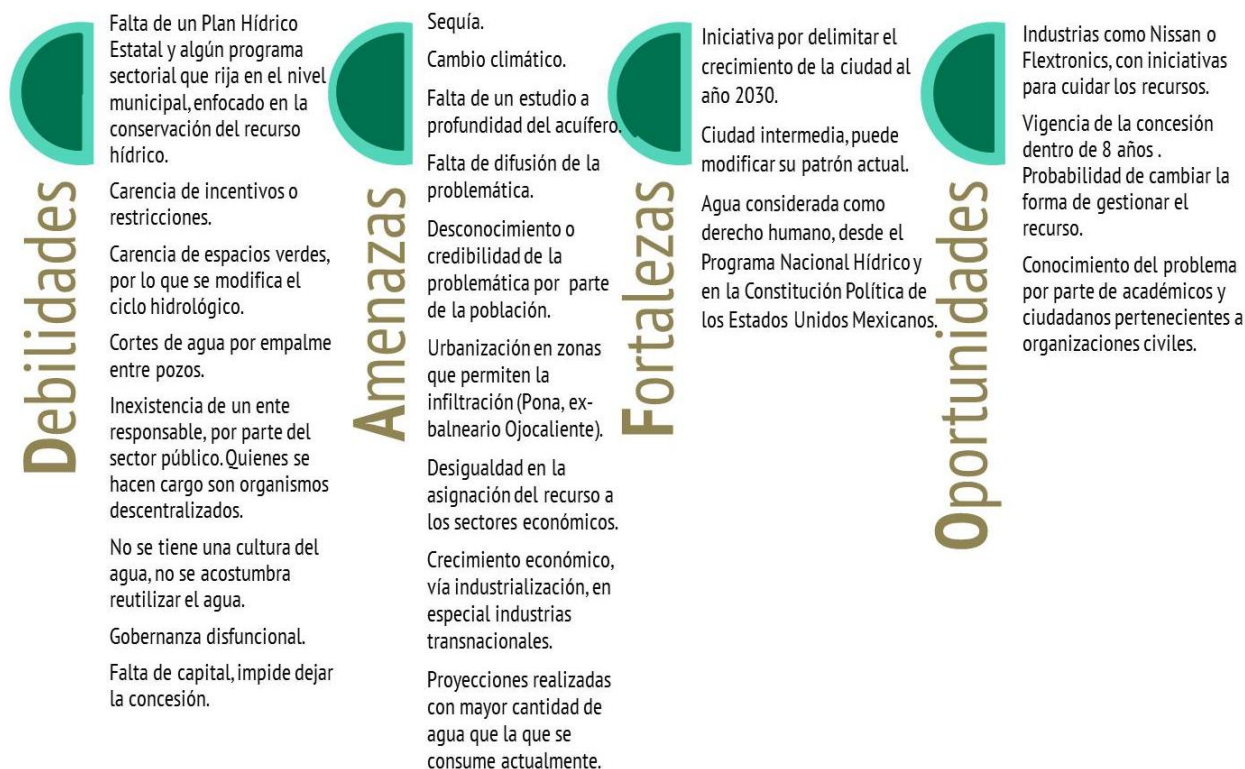 Debilidades
Falta de un Plan Hídrico
Estatal y algún programa
sectorial que rija en el nivel
municipal, enfocado en la
conservación del recurso
hídrico.
Carencia de incentivos o
restricciones.
Carencia de espacios verdes,
por lo que se modifica el
ciclo hidrológico.
Cortes de agua por empalme
entre pozos.
Inexistencia de un ente
responsable, por parte del
sector público. Quienes se
hacen cargo son organismos
descentralizados.
No se tiene una cultura del
agua, no se acostumbra
reutilizar el agua.
Gobernanza disfuncional.
Falta de capital, impide dejar
la concesión.
Amenazas
Sequía.
Cambio climático.
Falta de un estudio a
profundidad del acuífero.
Falta de difusión de la
problemática.
Desconocimiento o
credibilidad de la
problemática por parte
de la población.
Urbanización en zonas
que permiten la
infiltración (Pona, ex-
balneario Ojocaliente).
Desigualdad en la
asignación del recurso a
los sectores económicos.
Crecimiento económico,
vía industrialización, en
especial industrias
transnacionales.
Proyecciones realizadas
con mayor cantidad de
agua que la que se
consume actualmente.
Fortalezas
Iniciativa por delimitar el
crecimiento de la ciudad al
año 2030.
Ciudad intermedia, puede
modificar su patrón actual.
Agua considerada como
derecho humano, desde el
Programa Nacional Hídrico y
en la Constitución Política de
los Estados Unidos Mexicanos.
Oportunidades
Industrias como Nissan o
Flextronics, con iniciativas
para cuidar los recursos.
Vigencia de la concesión
dentro de 8 años .
Probabilidad de cambiar la
forma de gestionar el
recurso.
Conocimiento del problema
por parte de académicos y
ciudadanos pertenecientes a
organizaciones civiles.